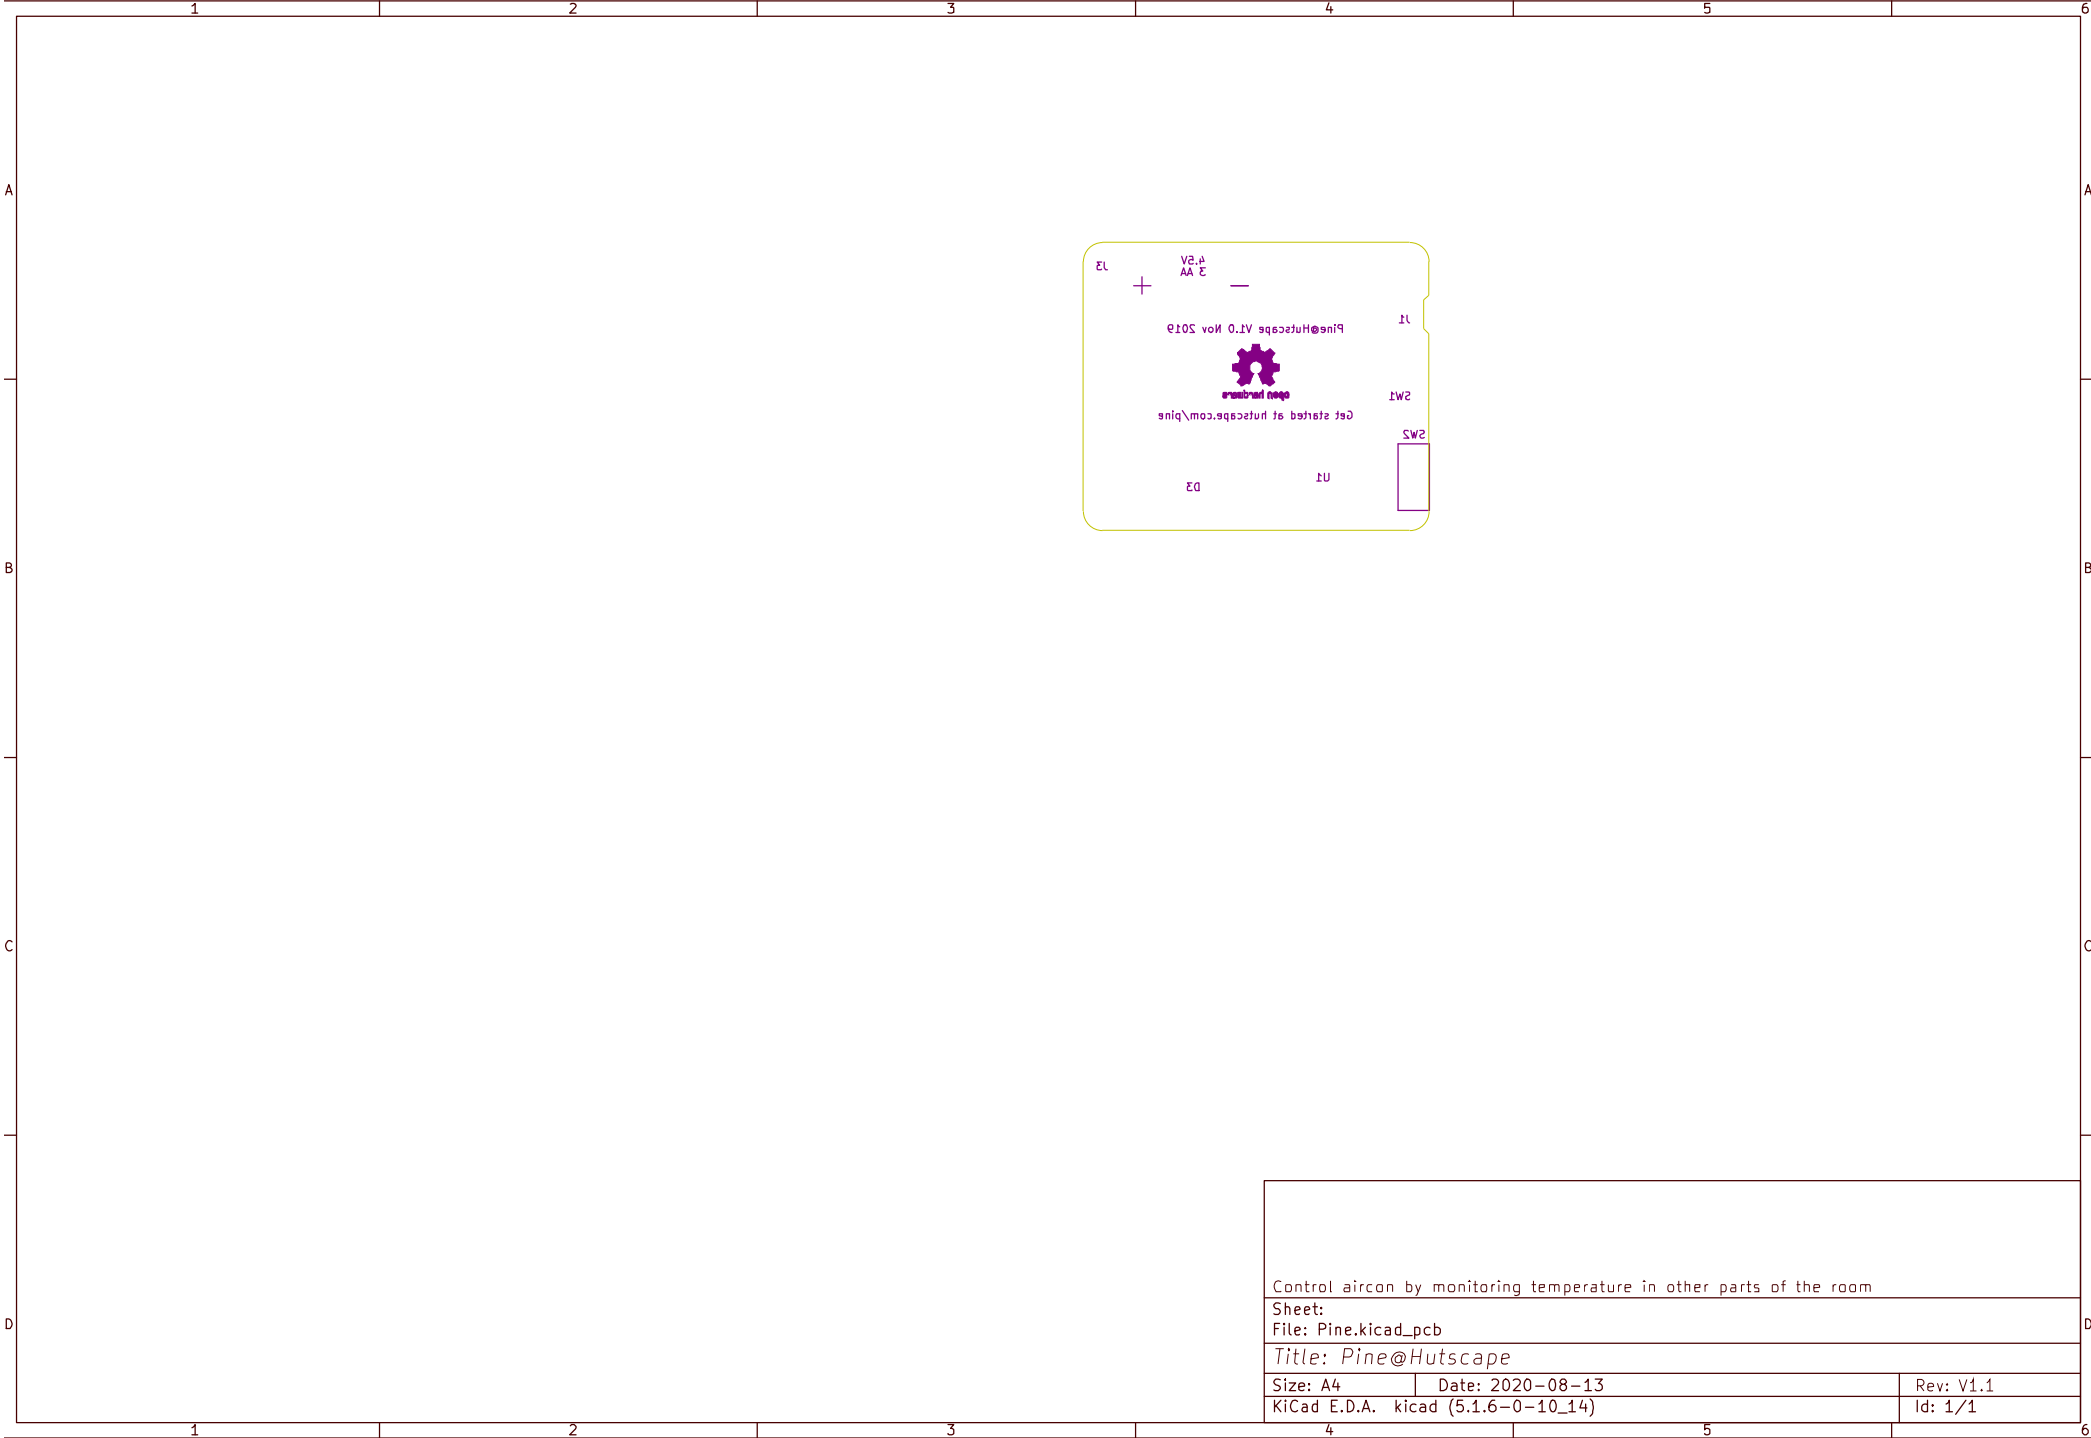 1 2 3 4 5 6
A A
J3
4.5V
3 AA
+ -
J1
Pine@Hutscape V1.0 Nov 2019
open hardware
SW1
Get started at hutscape.com/pine
SW2
U1
D3
B B
C C
Control aircon by monitoring temperature in other parts of the room
Sheet:
File: Pine.kicad_pcb
D D
Title: Pine@Hutscape
Size: A4 Date: 2020-08-13 Rev: V1.1
KiCad E.D.A. kicad (5.1.6-0-10_14) Id: 1/1
1 2 3 4 5 6